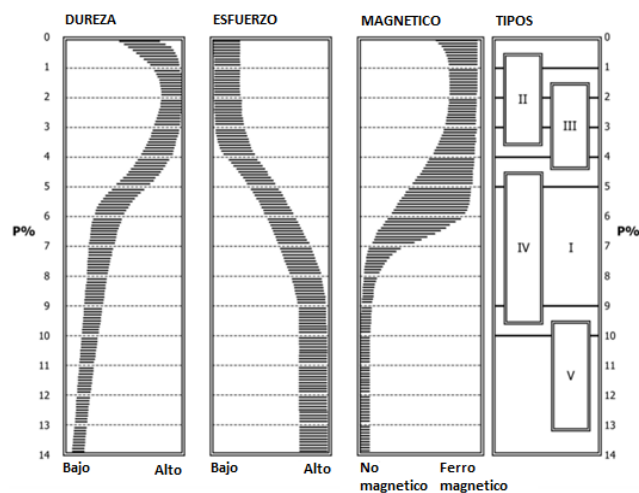 DUREZA ESFUERZO MAGNETICO TIPOS
0 0
1 1
II
2 2
III
3 3
4 4
5 5
6 6
P% P%
7 IV I 7
8 8
9 9
10 10
11 11
V
12 12
13 13
14 14
Bajo Alto Bajo Alto No magnetico Ferro magnetico